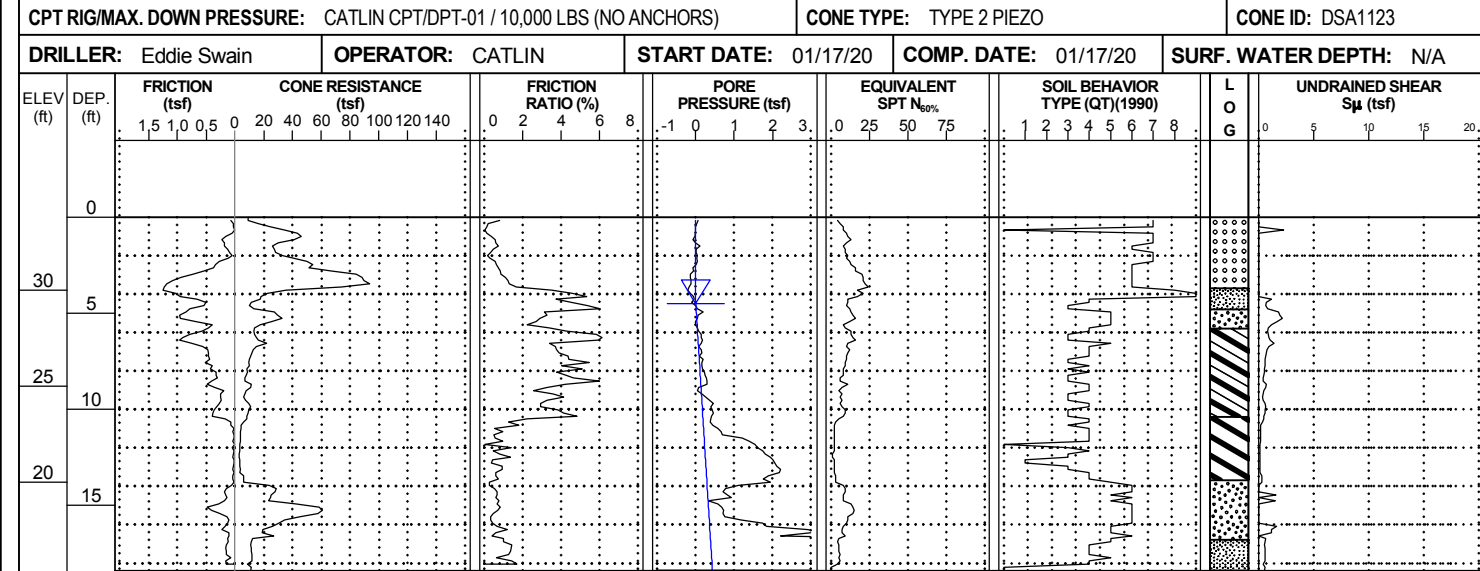 CPT RIG/MAX. DOWN PRESSURE: CATLIN CPT/DPT-01 / 10,000 LBS (NO ANCHORS) CONE TYPE: TYPE 2 PIEZO CONE ID: DSA1123
DRILLER: Eddie Swain OPERATOR: CATLIN START DATE: 01/17/20 COMP. DATE: 01/17/20 SURF. WATER DEPTH: N/A
ELEV (ft)
DEP. (ft)
FRICTION (tsf)
1.5 1.0 0.5 0
CONE RESISTANCE (tsf)
20 40 60 80 100 120 140
FRICTION RATIO (%)
0 2 4 6 8
PORE PRESSURE (tsf)
-1 0 1 2 3
EQUIVALENT SPT N60%
0 25 50 75
SOIL BEHAVIOR TYPE (QT)(1990)
1 2 3 4 5 6 7 8
L
O
G
UNDRAINED SHEAR Sµ (tsf)
0 5 10 15 20
0
30
5
25
10
20
15